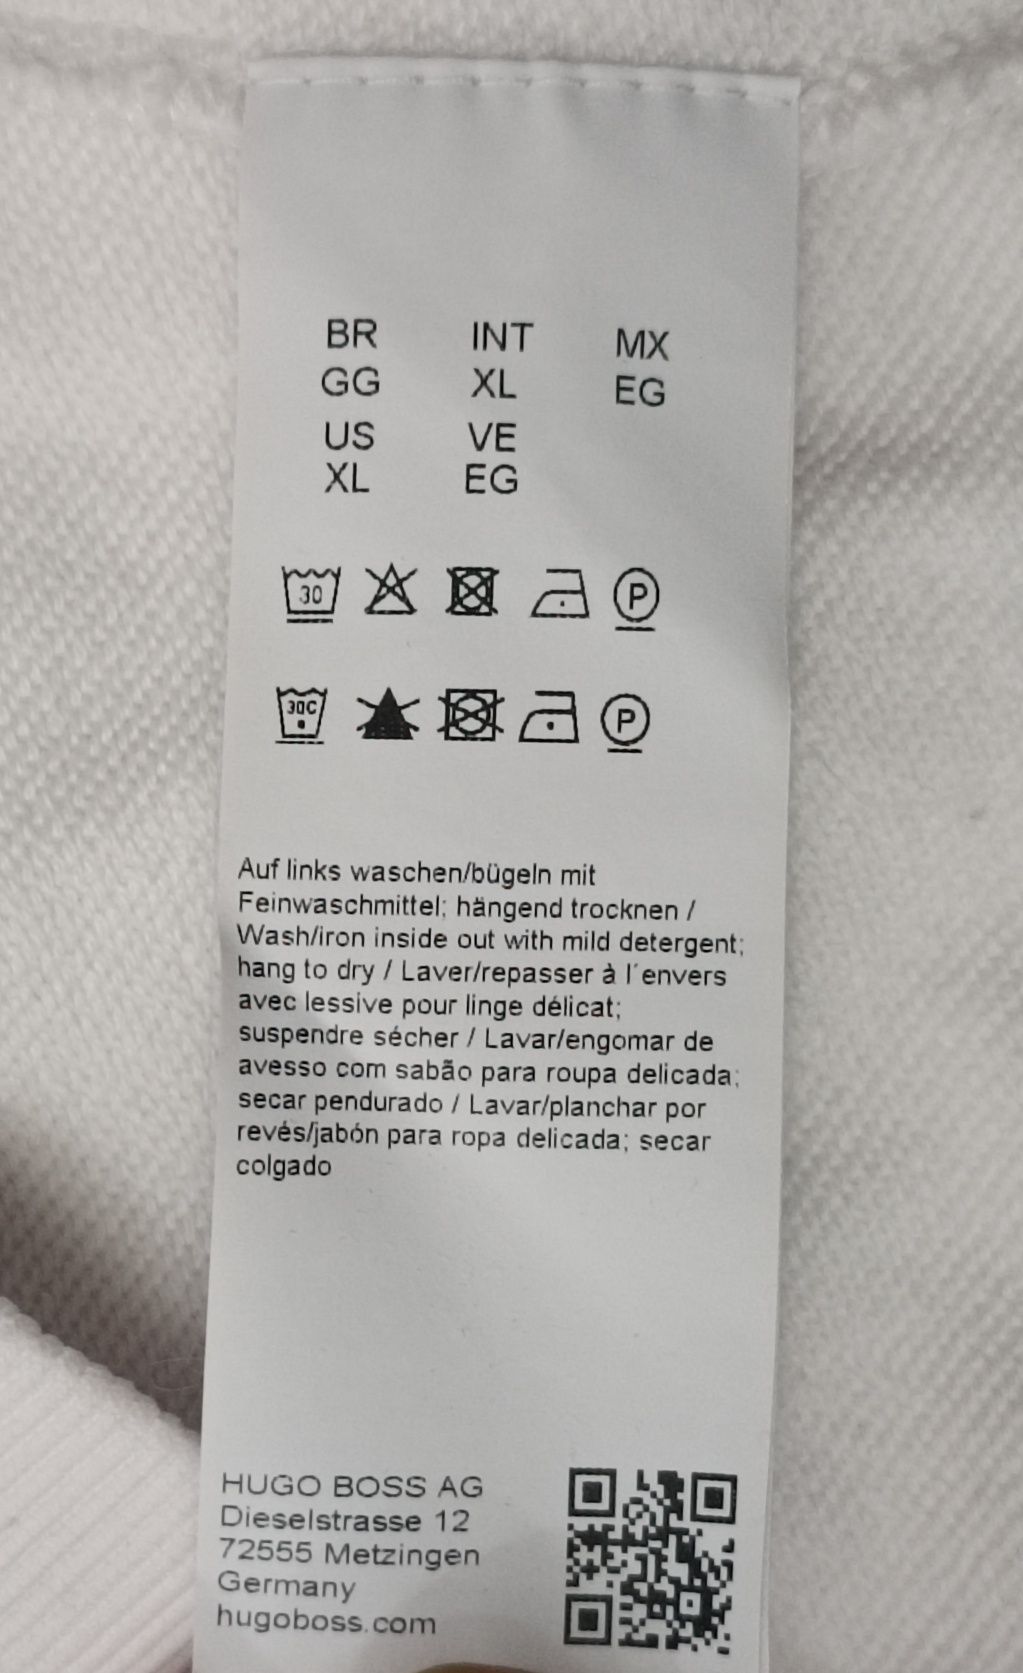 BR INT MX
GG XL EG
US VE
XL EG
30 P
30C P
Auf links waschen/bügeln mit
Feinwaschmittel; hängend trocknen /
Wash/iron inside out with mild detergent;
hang to dry / Laver/repasser à l´envers
avec lessive pour linge délicat;
suspendre sécher / Lavar/engomar de
avesso com sabão para roupa delicada;
secar pendurado / Lavar/planchar por
revés/jabón para ropa delicada; secar
colgado
HUGO BOSS AG
Dieselstrasse 12
72555 Metzingen
Germany
hugoboss.com